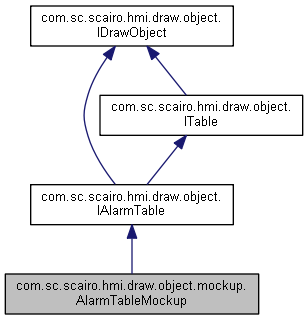 com.sc.scairo.hmi.draw.object.
IDrawObject
com.sc.scairo.hmi.draw.object.
ITable
com.sc.scairo.hmi.draw.object.
IAlarmTable
com.sc.scairo.hmi.draw.object.mockup.
AlarmTableMockup